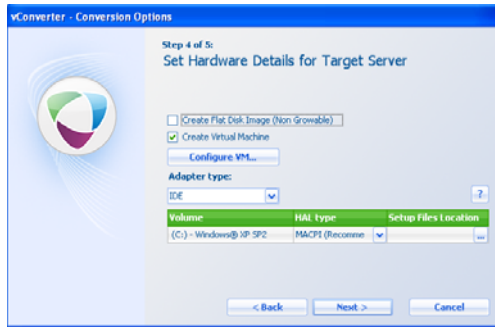 vConverter - Conversion Options
Step 4 of 5:
Set Hardware Details for Target Server
Create Flat Disk Image (Non Growable)
Create Virtual Machine
Configure VM...
Adapter type:
IDE
?
Volume HAL type Setup Files Location
(C:) - Windows® XP SP2 MACPI (Recomme ...
< Back Next > Cancel